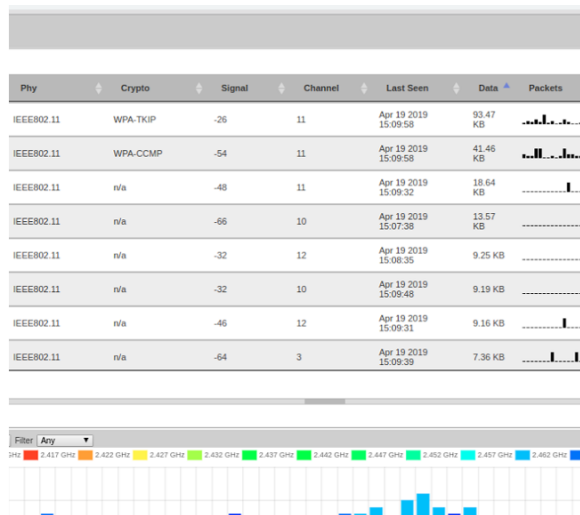 Phy Crypto Signal Channel Last Seen Data Packets
IEEE802.11 WPA-TKIP -26 11 Apr 19 2019 15:09:58 93.47 KB
IEEE802.11 WPA-CCMP -54 11 Apr 19 2019 15:09:58 41.46 KB
IEEE802.11 n/a -48 11 Apr 19 2019 15:09:32 18.64 KB
IEEE802.11 n/a -66 10 Apr 19 2019 15:07:38 13.57 KB
IEEE802.11 n/a -32 12 Apr 19 2019 15:08:35 9.25 KB
IEEE802.11 n/a -32 10 Apr 19 2019 15:09:48 9.19 KB
IEEE802.11 n/a -46 12 Apr 19 2019 15:09:31 9.16 KB
IEEE802.11 n/a -64 3 Apr 19 2019 15:09:39 7.36 KB
Filter Any
GHz 2.417 GHz 2.422 GHz 2.427 GHz 2.432 GHz 2.437 GHz 2.442 GHz 2.447 GHz 2.452 GHz 2.457 GHz 2.462 GHz